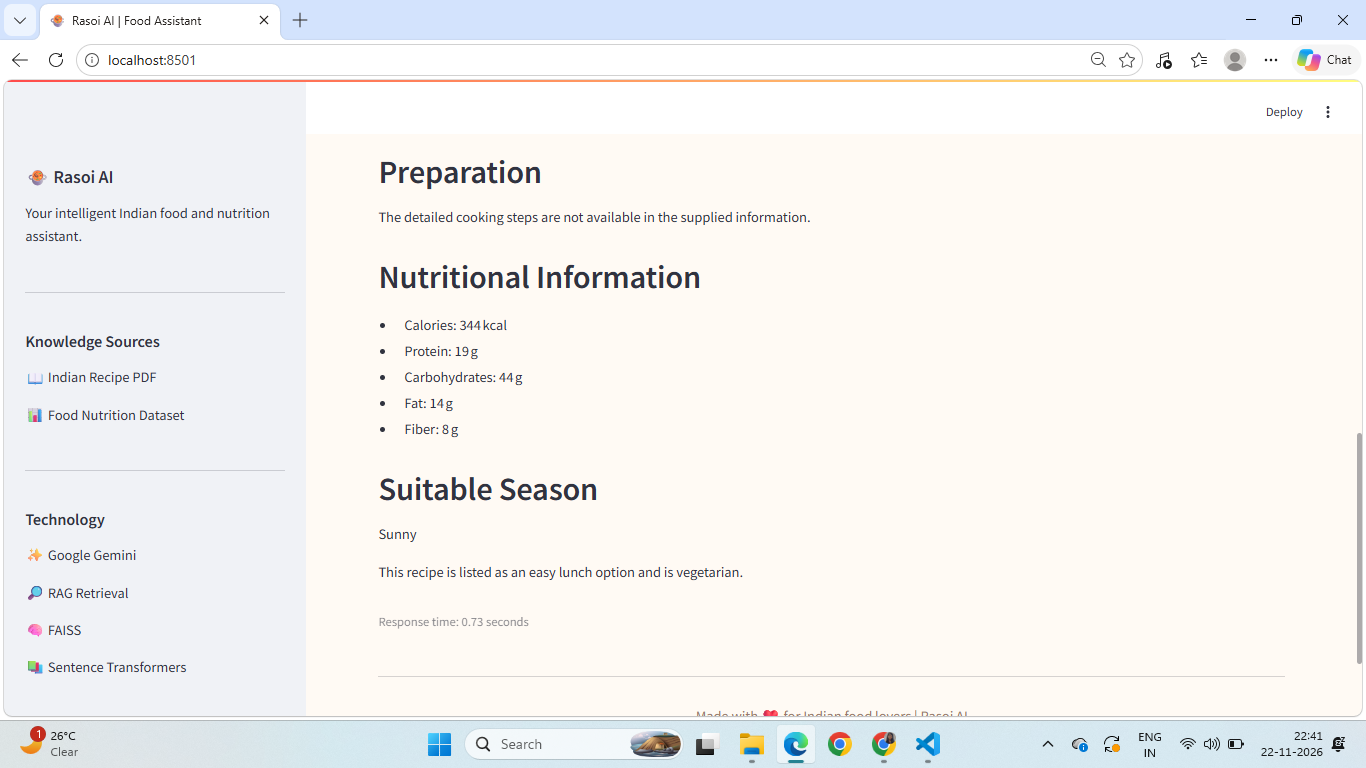 Rasoi AI | Food Assistant
localhost:8501
Chat
Deploy
Rasoi AI
Your intelligent Indian food and nutrition
assistant.
Knowledge Sources
Indian Recipe PDF
Food Nutrition Dataset
Technology
Google Gemini
RAG Retrieval
FAISS
Sentence Transformers
Preparation
The detailed cooking steps are not available in the supplied information.
Nutritional Information
Calories: 344 kcal
Protein: 19 g
Carbohydrates: 44 g
Fat: 14 g
Fiber: 8 g
Suitable Season
Sunny
This recipe is listed as an easy lunch option and is vegetarian.
Response time: 0.73 seconds
Made with ❤️ for Indian food lovers | Rasoi AI
1
26°C
Clear
Search
ENG
IN
22:41
22-11-2026